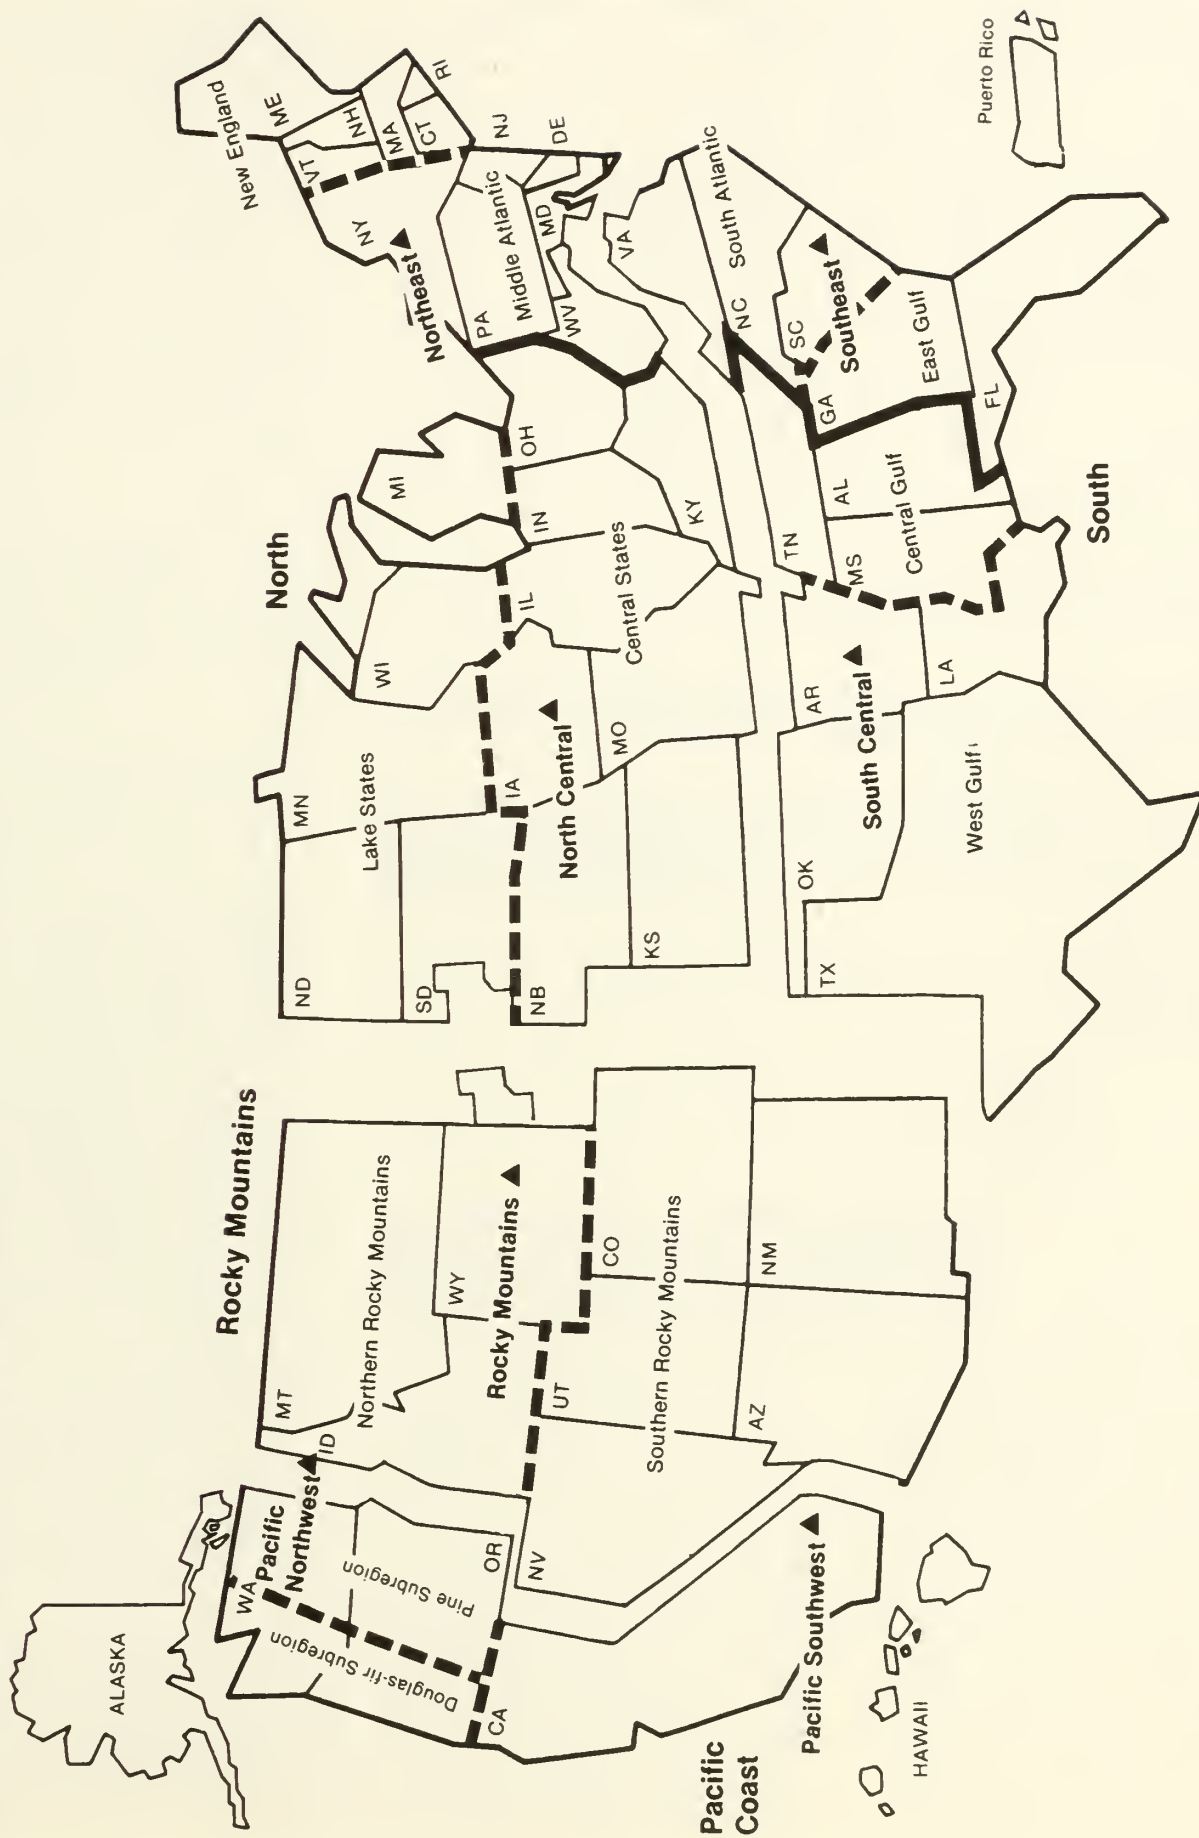 ALASKA
HAWAII
Pacific
Coast
WA
Pacific
Northwest
Douglas-fir Subregion
Pine Subregion
OR
CA
Pacific Southwest
Rocky Mountains
MT
ID
Northern Rocky Mountains
WY
Rocky Mountains
NV
UT
CO
Southern Rocky Mountains
AZ
NM
North
ND
MN
Lake States
SD
WI
MI
NB
IA
North Central
IL
IN
OH
KS
MO
Central States
KY
Northeast
New England
ME
VT
NH
MA
CT
RI
NY
NJ
PA
Middle Atlantic
DE
MD
WV
South
VA
NC
South Atlantic
SC
Southeast
GA
East Gulf
FL
TN
AL
MS
Central Gulf
AR
LA
South Central
OK
TX
West Gulf
Puerto Rico